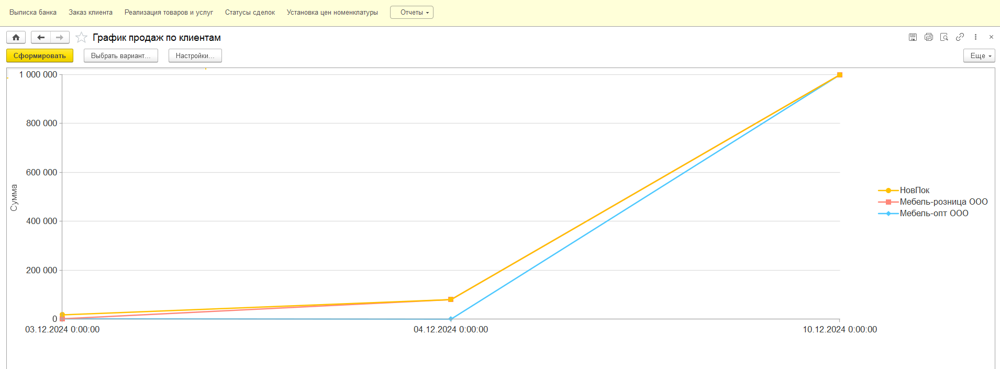 Выписка банка Заказ клиента Реализация товаров и услуг Статусы сделок Установка цен номенклатуры Отчеты
График продаж по клиентам
Сформировать Выбрать вариант... Настройки... Еще
1 000 000
800 000
600 000
400 000
200 000
0
Сумма
03.12.2024 0:00:00 04.12.2024 0:00:00 10.12.2024 0:00:00
НовПок
Мебель-розница ООО
Мебель-опт ООО